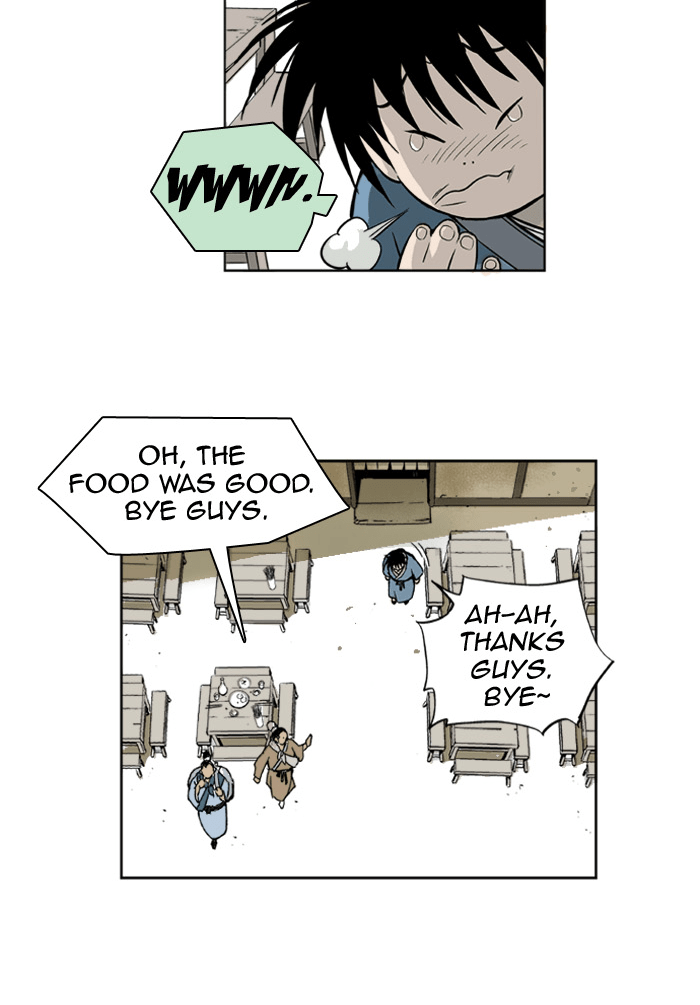 WWWN.
OH, THE
FOOD WAS GOOD.
BYE GUYS.
AH-AH,
THANKS
GUYS.
BYE~